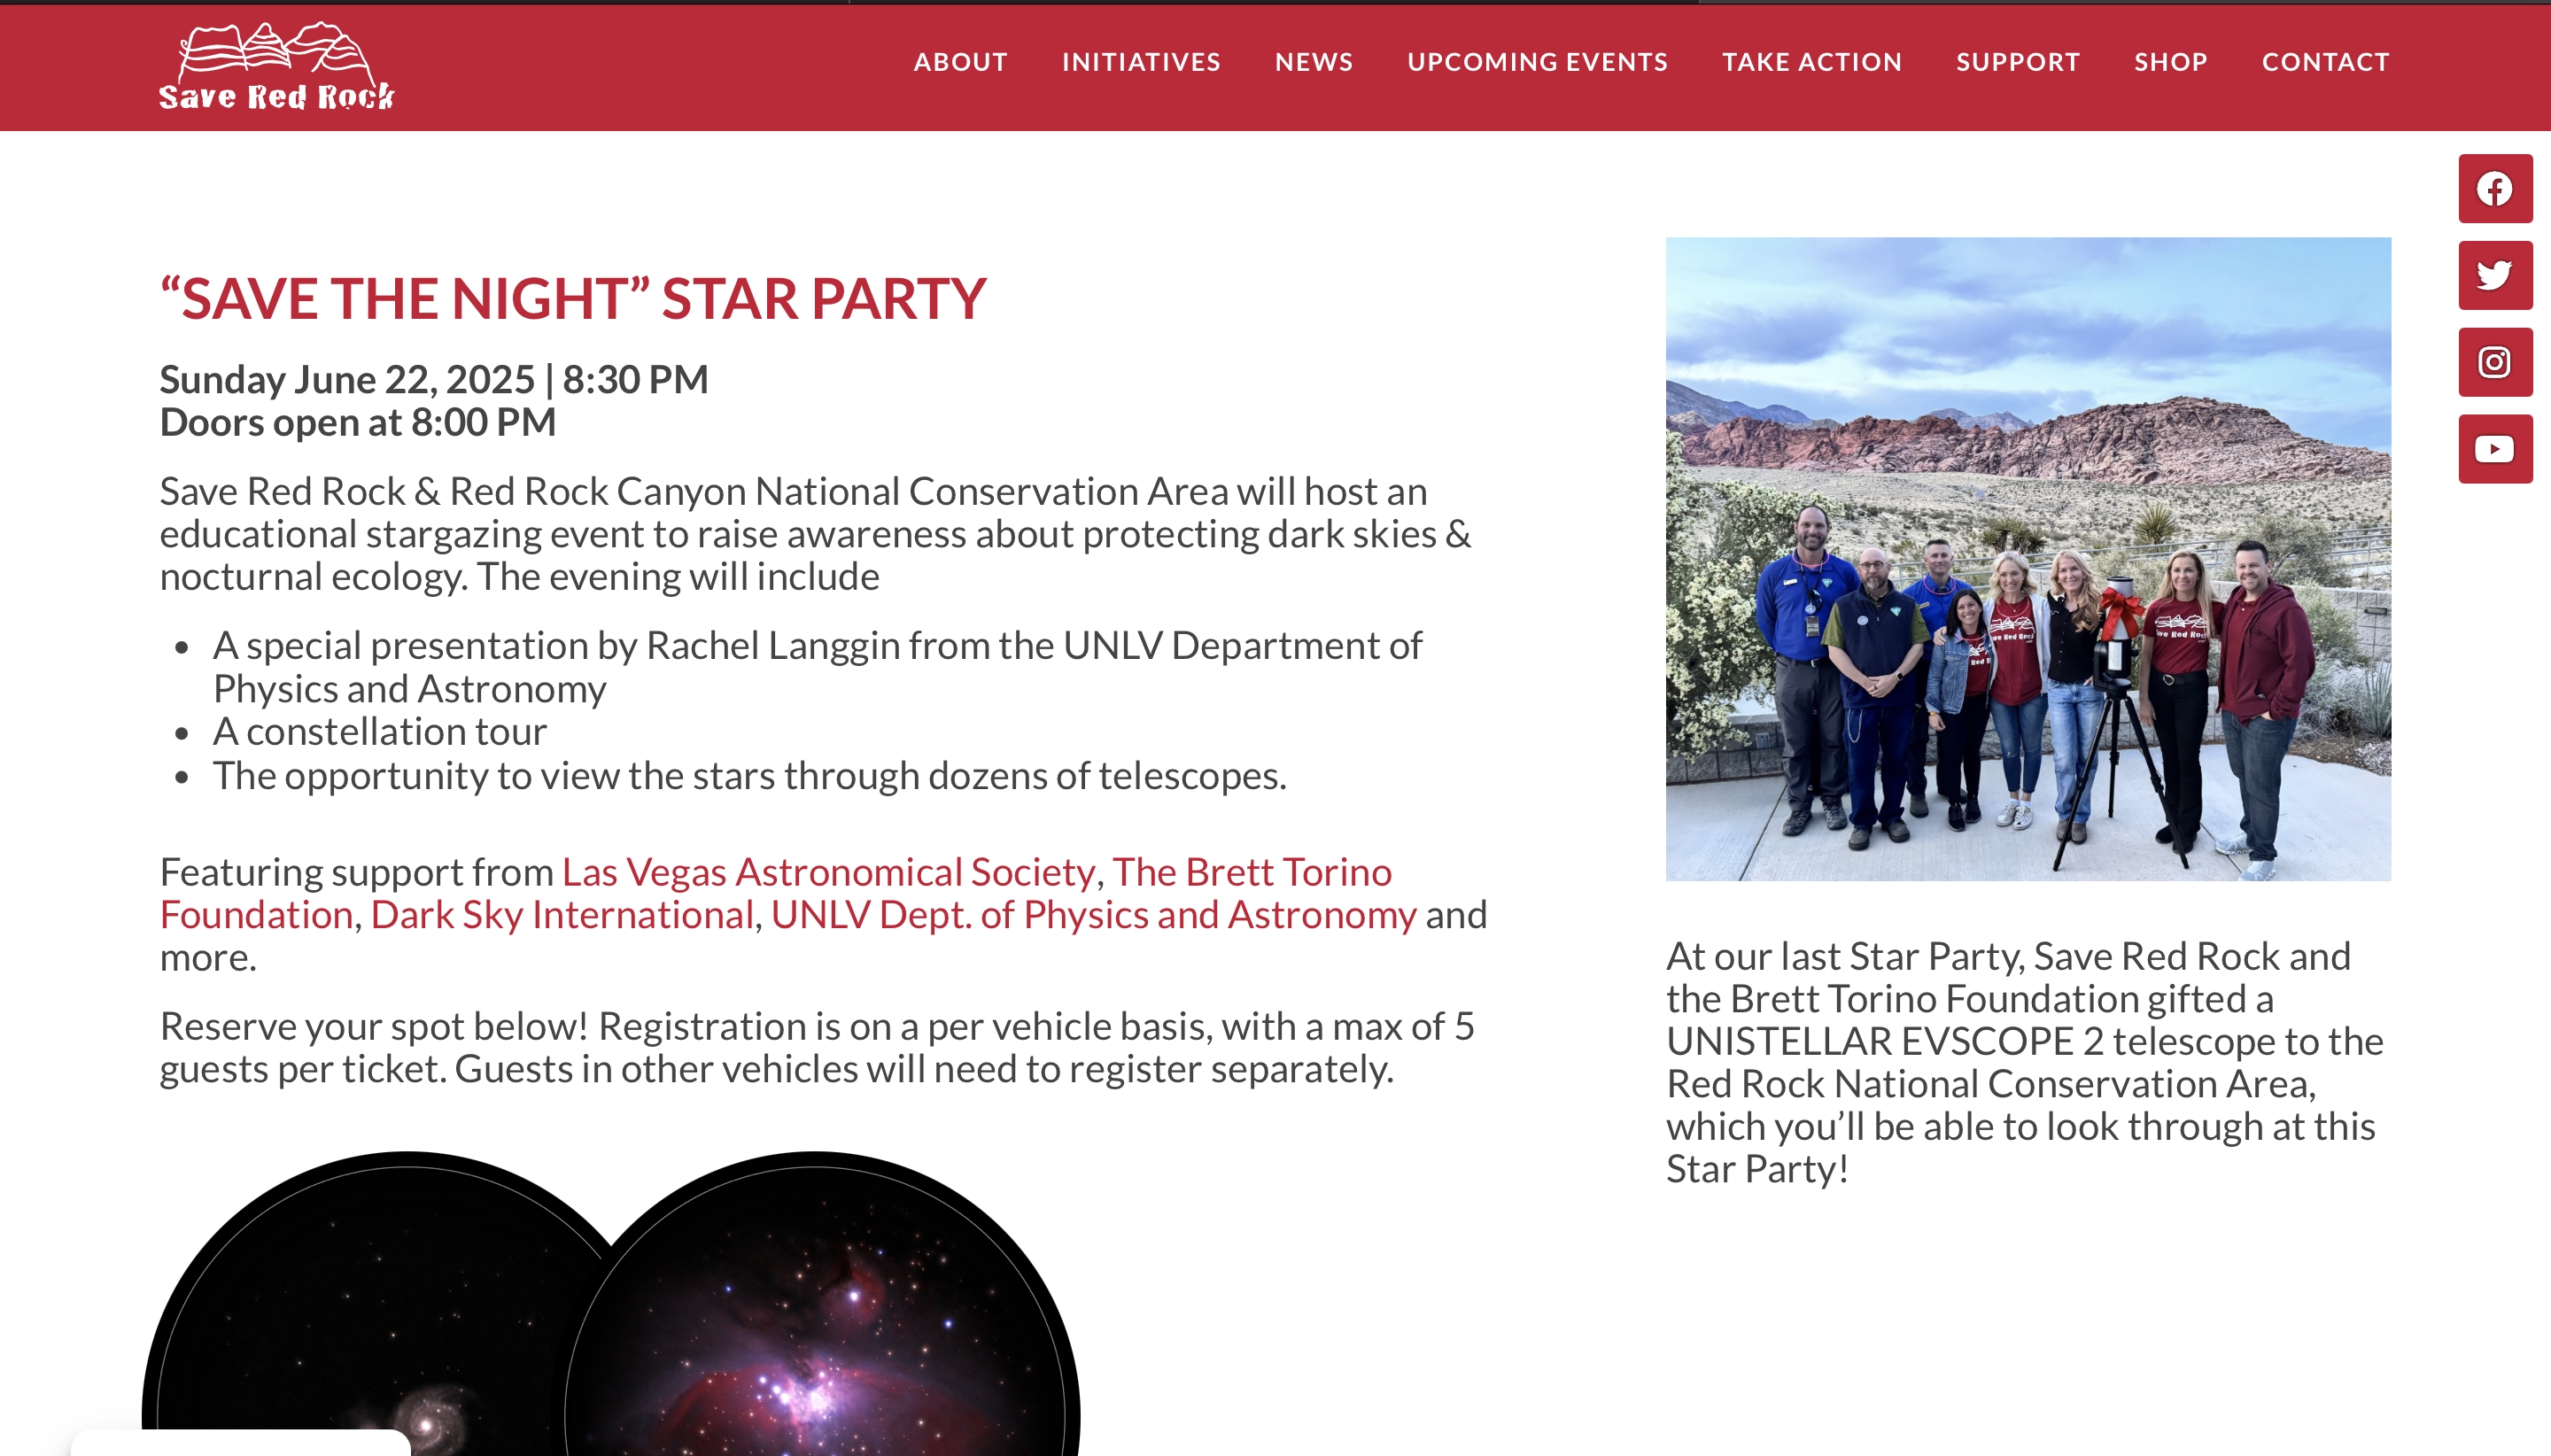 Save Red Rock
ABOUT INITIATIVES NEWS UPCOMING EVENTS TAKE ACTION SUPPORT SHOP CONTACT
“SAVE THE NIGHT” STAR PARTY
Sunday June 22, 2025 | 8:30 PM
Doors open at 8:00 PM
Save Red Rock & Red Rock Canyon National Conservation Area will host an
educational stargazing event to raise awareness about protecting dark skies &
nocturnal ecology. The evening will include
• A special presentation by Rachel Langgin from the UNLV Department of
Physics and Astronomy
• A constellation tour
• The opportunity to view the stars through dozens of telescopes.
Featuring support from Las Vegas Astronomical Society, The Brett Torino
Foundation, Dark Sky International, UNLV Dept. of Physics and Astronomy and
more.
Reserve your spot below! Registration is on a per vehicle basis, with a max of 5
guests per ticket. Guests in other vehicles will need to register separately.
At our last Star Party, Save Red Rock and
the Brett Torino Foundation gifted a
UNISTELLAR EVSCOPE 2 telescope to the
Red Rock National Conservation Area,
which you’ll be able to look through at this
Star Party!